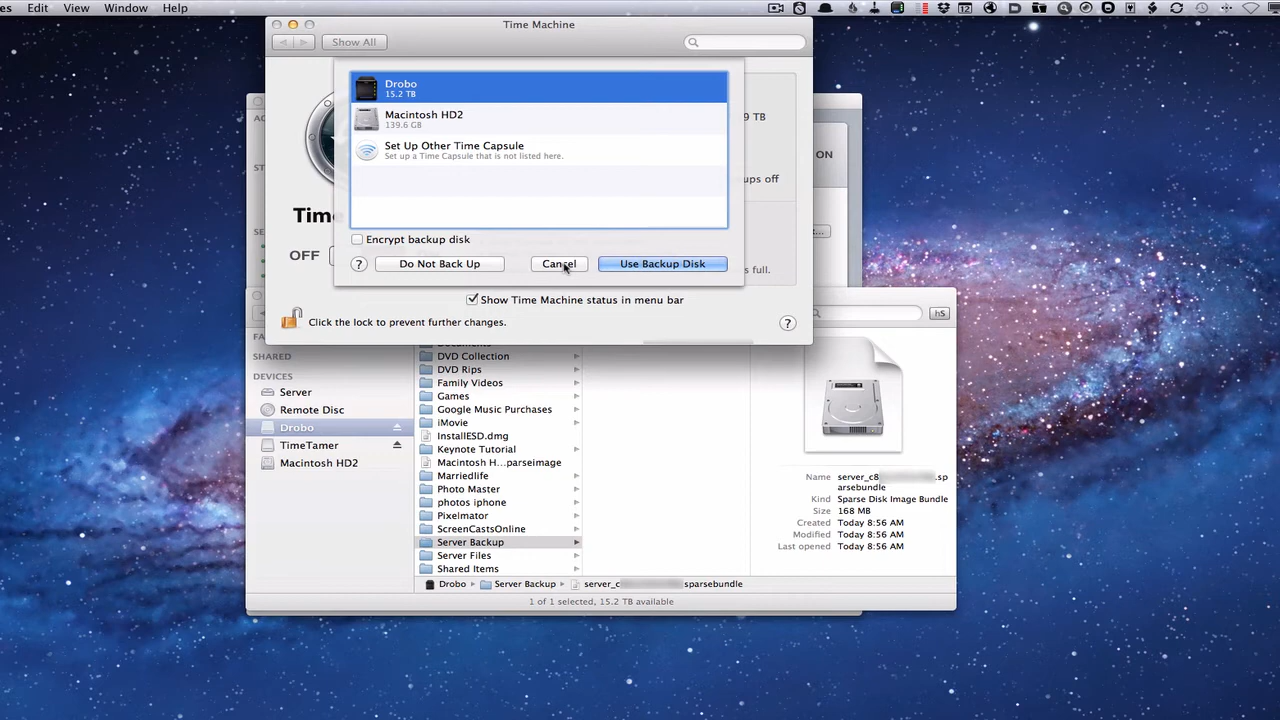 es Edit View Window Help
12
Time Machine
Show All
Drobo
15.2 TB
Macintosh HD2
139.6 GB
Set Up Other Time Capsule
Set up a Time Capsule that is not listed here.
9 TB
ON
ups off
Time
OFF
Encrypt backup disk
? Do Not Back Up Cancel Use Backup Disk
s full.
Show Time Machine status in menu bar
Click the lock to prevent further changes. ?
hS
SHARED
DEVICES
Server
Remote Disc
Drobo
TimeTamer
Macintosh HD2
Documents
DVD Collection
DVD Rips
Family Videos
Games
Google Music Purchases
iMovie
InstallESD.dmg
Keynote Tutorial
Macintosh H...parseimage
Marriedlife
Photo Master
photos iphone
Pixelmator
ScreenCastsOnline
Server Backup
Server Files
Shared Items
Name server_c8 .sp
arsebundle
Kind Sparse Disk Image Bundle
Size 168 MB
Created Today 8:56 AM
Modified Today 8:56 AM
Last opened Today 8:56 AM
Drobo Server Backup server_c sparsebundle
1 of 1 selected, 15.2 TB available